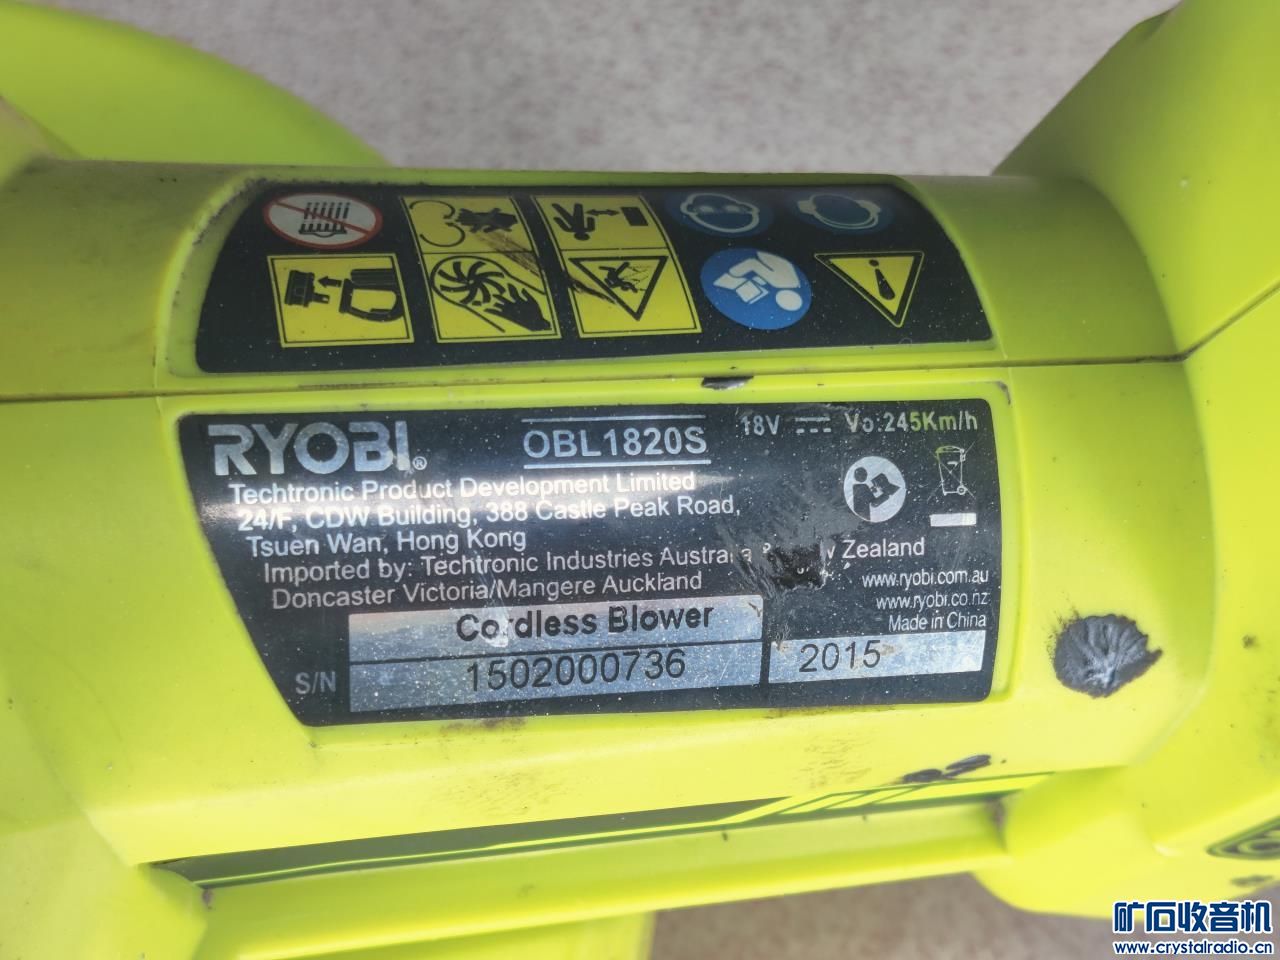 RYOBI®
OBL1820S
18V Vo:245Km/h
Techtronic Product Development Limited
24/F, CDW Building, 388 Castle Peak Road,
Tsuen Wan, Hong Kong
Imported by: Techtronic Industries Zealand
Doncaster Victoria/Mangere Auckland
www.ryobi.com.au
www.ryobi.co.nz
Made in China
Cordless Blower
S/N 1502000736 2015
矿石收音机
www.crystalradio.cn